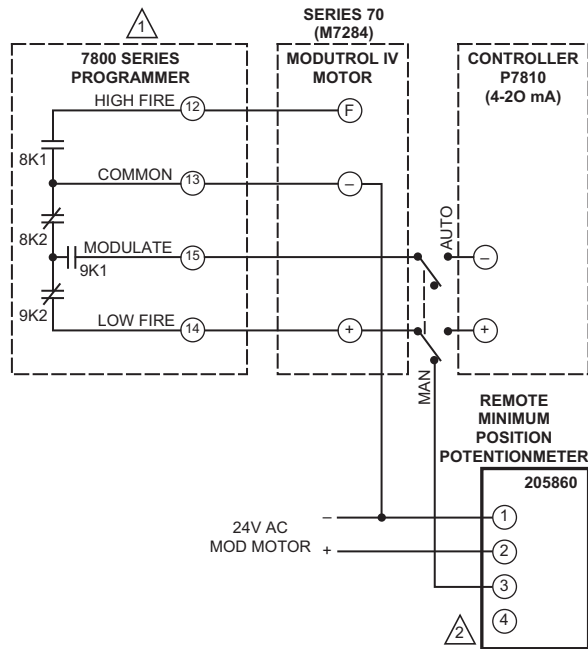 1
SERIES 70
(M7284)
7800 SERIES
PROGRAMMER
MODUTROL IV
MOTOR
CONTROLLER
P7810
(4-2O mA)
HIGH FIRE
12
F
8K1
COMMON
13
–
8K2
AUTO
MODULATE
15
–
9K1
9K2
LOW FIRE
14
+
+
MAN
REMOTE
MINIMUM
POSITION
POTENTIONMETER
205860
24V AC
MOD MOTOR
–
+
1
2
3
4
2